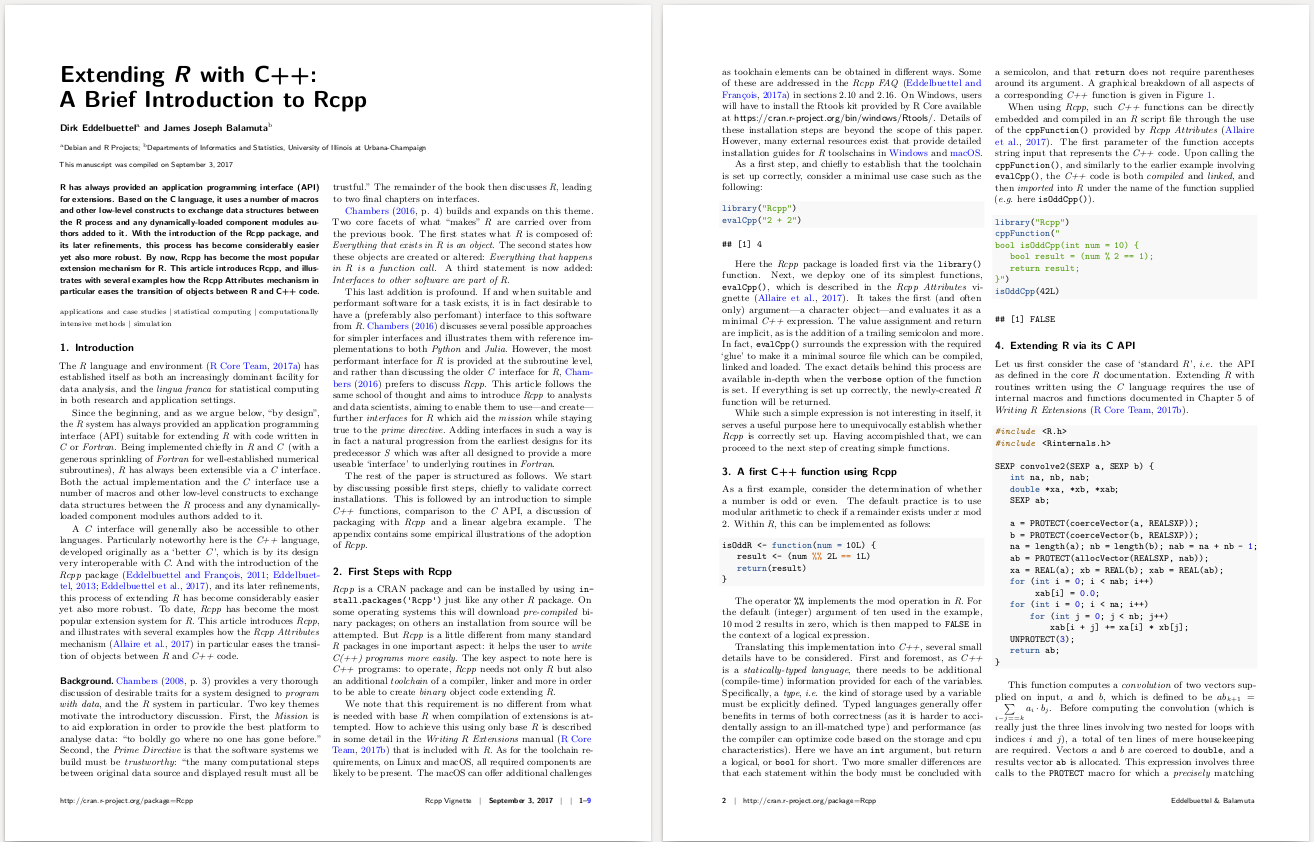 Extending R with C++:
A Brief Introduction to Rcpp
Dirk Eddelbuettelᵃ and James Joseph Balamutaᵇ
ᵃDebian and R Projects; ᵇDepartments of Informatics and Statistics, University of Illinois at Urbana-Champaign
This manuscript was compiled on September 3, 2017
R has always provided an application programming interface (API)
for extensions. Based on the C language, it uses a number of macros
and other low-level constructs to exchange data structures between
the R process and any dynamically-loaded component modules au-
thors added to it. With the introduction of the Rcpp package, and
its later refinements, this process has become considerably easier
yet also more robust. By now, Rcpp has become the most popular
extension mechanism for R. This article introduces Rcpp, and illus-
trates with several examples how the Rcpp Attributes mechanism in
particular eases the transition of objects between R and C++ code.
applications and case studies | statistical computing | computationally
intensive methods | simulation
1. Introduction
The R language and environment (R Core Team, 2017a) has
established itself as both an increasingly dominant facility for
data analysis, and the lingua franca for statistical computing
in both research and application settings.
Since the beginning, and as we argue below, “by design”,
the R system has always provided an application programming
interface (API) suitable for extending R with code written in
C or Fortran. Being implemented chiefly in R and C (with a
generous sprinkling of Fortran for well-established numerical
subroutines), R has always been extensible via a C interface.
Both the actual implementation and the C interface use a
number of macros and other low-level constructs to exchange
data structures between the R process and any dynamically-
loaded component modules authors added to it.
A C interface will generally also be accessible to other
languages. Particularly noteworthy here is the C++ language,
developed originally as a ‘better C’, which is by its design
very interoperable with C. And with the introduction of the
Rcpp package (Eddelbuettel and François, 2011; Eddelbuet-
tel, 2013; Eddelbuettel et al., 2017), and its later refinements,
this process of extending R has become considerably easier
yet also more robust. To date, Rcpp has become the most
popular extension system for R. This article introduces Rcpp,
and illustrates with several examples how the Rcpp Attributes
mechanism (Allaire et al., 2017) in particular eases the transi-
tion of objects between R and C++ code.
Background. Chambers (2008, p. 3) provides a very thorough
discussion of desirable traits for a system designed to program
with data, and the R system in particular. Two key themes
motivate the introductory discussion. First, the Mission is
to aid exploration in order to provide the best platform to
analyse data: “to boldly go where no one has gone before.”
Second, the Prime Directive is that the software systems we
build must be trustworthy: “the many computational steps
between original data source and displayed result must all be
trustful.” The remainder of the book then discusses R, leading
to two final chapters on interfaces.
Chambers (2016, p. 4) builds and expands on this theme.
Two core facets of what “makes” R are carried over from
the previous book. The first states what R is composed of:
Everything that exists in R is an object. The second states how
these objects are created or altered: Everything that happens
in R is a function call. A third statement is now added:
Interfaces to other software are part of R.
This last addition is profound. If and when suitable and
performant software for a task exists, it is in fact desirable to
have a (preferably also perfomant) interface to this software
from R. Chambers (2016) discusses several possible approaches
for simpler interfaces and illustrates them with reference im-
plementations to both Python and Julia. However, the most
performant interface for R is provided at the subroutine level,
and rather than discussing the older C interface for R, Cham-
bers (2016) prefers to discuss Rcpp. This article follows the
same school of thought and aims to introduce Rcpp to analysts
and data scientists, aiming to enable them to use—and create—
further interfaces for R which aid the mission while staying
true to the prime directive. Adding interfaces in such a way is
in fact a natural progression from the earliest designs for its
predecessor S which was after all designed to provide a more
useable ‘interface’ to underlying routines in Fortran.
The rest of the paper is structured as follows. We start
by discussing possible first steps, chiefly to validate correct
installations. This is followed by an introduction to simple
C++ functions, comparison to the C API, a discussion of
packaging with Rcpp and a linear algebra example. The
appendix contains some empirical illustrations of the adoption
of Rcpp.
2. First Steps with Rcpp
Rcpp is a CRAN package and can be installed by using in-
stall.packages('Rcpp') just like any other R package. On
some operating systems this will download pre-compiled bi-
nary packages; on others an installation from source will be
attempted. But Rcpp is a little different from many standard
R packages in one important aspect: it helps the user to write
C(++) programs more easily. The key aspect to note here is
C++ programs: to operate, Rcpp needs not only R but also
an additional toolchain of a compiler, linker and more in order
to be able to create binary object code extending R.
We note that this requirement is no different from what
is needed with base R when compilation of extensions is at-
tempted. How to achieve this using only base R is described
in some detail in the Writing R Extensions manual (R Core
Team, 2017b) that is included with R. As for the toolchain re-
quirements, on Linux and macOS, all required components are
likely to be present. The macOS can offer additional challenges
http://cran.r-project.org/package=Rcpp
Rcpp Vignette | September 3, 2017 | | 1–9
as toolchain elements can be obtained in different ways. Some
of these are addressed in the Rcpp FAQ (Eddelbuettel and
François, 2017a) in sections 2.10 and 2.16. On Windows, users
will have to install the Rtools kit provided by R Core available
at https://cran.r-project.org/bin/windows/Rtools/. Details of
these installation steps are beyond the scope of this paper.
However, many external resources exist that provide detailed
installation guides for R toolschains in Windows and macOS.
As a first step, and chiefly to establish that the toolchain
is set up correctly, consider a minimal use case such as the
following:
library("Rcpp")
evalCpp("2 + 2")
## [1] 4
Here the Rcpp package is loaded first via the library()
function. Next, we deploy one of its simplest functions,
evalCpp(), which is described in the Rcpp Attributes vi-
gnette (Allaire et al., 2017). It takes the first (and often
only) argument—a character object—and evaluates it as a
minimal C++ expression. The value assignment and return
are implicit, as is the addition of a trailing semicolon and more.
In fact, evalCpp() surrounds the expression with the required
‘glue’ to make it a minimal source file which can be compiled,
linked and loaded. The exact details behind this process are
available in-depth when the verbose option of the function
is set. If everything is set up correctly, the newly-created R
function will be returned.
While such a simple expression is not interesting in itself, it
serves a useful purpose here to unequivocally establish whether
Rcpp is correctly set up. Having accomplished that, we can
proceed to the next step of creating simple functions.
3. A first C++ function using Rcpp
As a first example, consider the determination of whether
a number is odd or even. The default practice is to use
modular arithmetic to check if a remainder exists under x mod
2. Within R, this can be implemented as follows:
isOddR <- function(num = 10L) {
   result <- (num %% 2L == 1L)
   return(result)
}
The operator %% implements the mod operation in R. For
the default (integer) argument of ten used in the example,
10 mod 2 results in zero, which is then mapped to FALSE in
the context of a logical expression.
Translating this implementation into C++, several small
details have to be considered. First and foremost, as C++
is a statically-typed language, there needs to be additional
(compile-time) information provided for each of the variables.
Specifically, a type, i.e. the kind of storage used by a variable
must be explicitly defined. Typed languages generally offer
benefits in terms of both correctness (as it is harder to acci-
dentally assign to an ill-matched type) and performance (as
the compiler can optimize code based on the storage and cpu
characteristics). Here we have an int argument, but return
a logical, or bool for short. Two more smaller differences are
that each statement within the body must be concluded with
a semicolon, and that return does not require parentheses
around its argument. A graphical breakdown of all aspects of
a corresponding C++ function is given in Figure 1.
When using Rcpp, such C++ functions can be directly
embedded and compiled in an R script file through the use
of the cppFunction() provided by Rcpp Attributes (Allaire
et al., 2017). The first parameter of the function accepts
string input that represents the C++ code. Upon calling the
cppFunction(), and similarly to the earlier example involving
evalCpp(), the C++ code is both compiled and linked, and
then imported into R under the name of the function supplied
(e.g. here isOddCpp()).
library("Rcpp")
cppFunction("
bool isOddCpp(int num = 10) {
   bool result = (num % 2 == 1);
   return result;
}")
isOddCpp(42L)
## [1] FALSE
4. Extending R via its C API
Let us first consider the case of ‘standard R’, i.e. the API
as defined in the core R documentation. Extending R with
routines written using the C language requires the use of
internal macros and functions documented in Chapter 5 of
Writing R Extensions (R Core Team, 2017b).
#include <R.h>
#include <Rinternals.h>
SEXP convolve2(SEXP a, SEXP b) {
   int na, nb, nab;
   double *xa, *xb, *xab;
   SEXP ab;
   a = PROTECT(coerceVector(a, REALSXP));
   b = PROTECT(coerceVector(b, REALSXP));
   na = length(a); nb = length(b); nab = na + nb - 1;
   ab = PROTECT(allocVector(REALSXP, nab));
   xa = REAL(a); xb = REAL(b); xab = REAL(ab);
   for (int i = 0; i < nab; i++)
        xab[i] = 0.0;
   for (int i = 0; i < na; i++)
       for (int j = 0; j < nb; j++)
           xab[i + j] += xa[i] * xb[j];
   UNPROTECT(3);
   return ab;
}
This function computes a convolution of two vectors sup-
plied on input, a and b, which is defined to be abₖ₊₁ =
∑ aᵢ · bⱼ. Before computing the convolution (which is
i−j==k
really just the three lines involving two nested for loops with
indices i and j), a total of ten lines of mere housekeeping
are required. Vectors a and b are coerced to double, and a
results vector ab is allocated. This expression involves three
calls to the PROTECT macro for which a precisely matching
2 | http://cran.r-project.org/package=Rcpp
Eddelbuettel & Balamuta